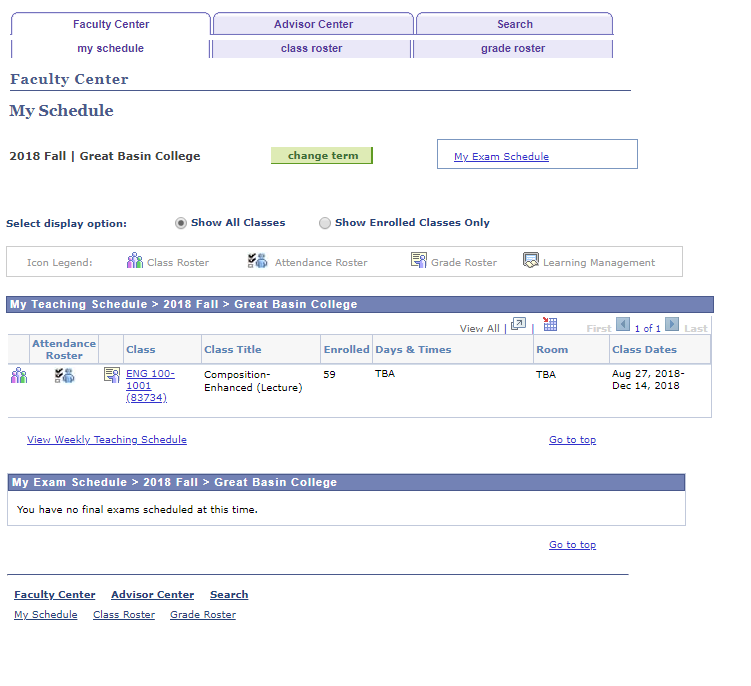 Faculty Center Advisor Center Search
my schedule class roster grade roster
Faculty Center
My Schedule
2018 Fall | Great Basin College change term My Exam Schedule
Select display option: Show All Classes Show Enrolled Classes Only
Icon Legend: Class Roster Attendance Roster Grade Roster Learning Management
My Teaching Schedule > 2018 Fall > Great Basin College
View All | | First 1 of 1 Last
Attendance Roster Class Class Title Enrolled Days & Times Room Class Dates
ENG 100-1001 (83734) Composition-Enhanced (Lecture) 59 TBA TBA Aug 27, 2018-Dec 14, 2018
View Weekly Teaching Schedule Go to top
My Exam Schedule > 2018 Fall > Great Basin College
You have no final exams scheduled at this time.
Go to top
Faculty Center Advisor Center Search
My Schedule Class Roster Grade Roster